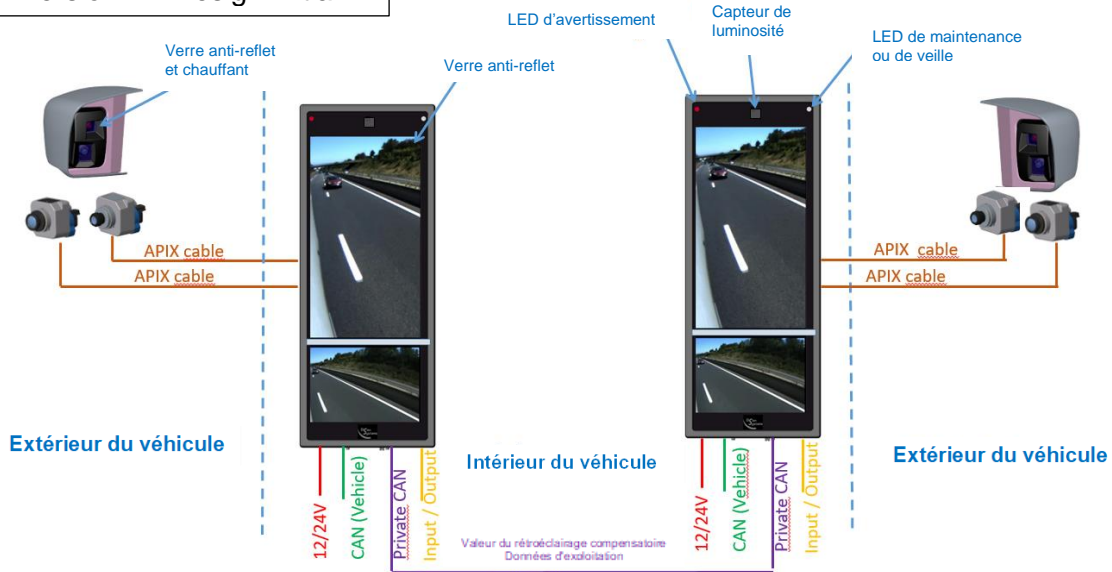 LED d'avertissement
Capteur de
luminosité
LED de maintenance
ou de veille
Verre anti-reflet
et chauffant
Verre anti-reflet
APIX cable
APIX cable
APIX cable
APIX cable
Extérieur du véhicule
Intérieur du véhicule
Extérieur du véhicule
12/24V
CAN (Vehicle)
Private CAN
Input / Output
12/24V
CAN (Vehicle)
Private CAN
Input / Output
Valeur du rétroéclairage compensatoire
Données d'exploitation